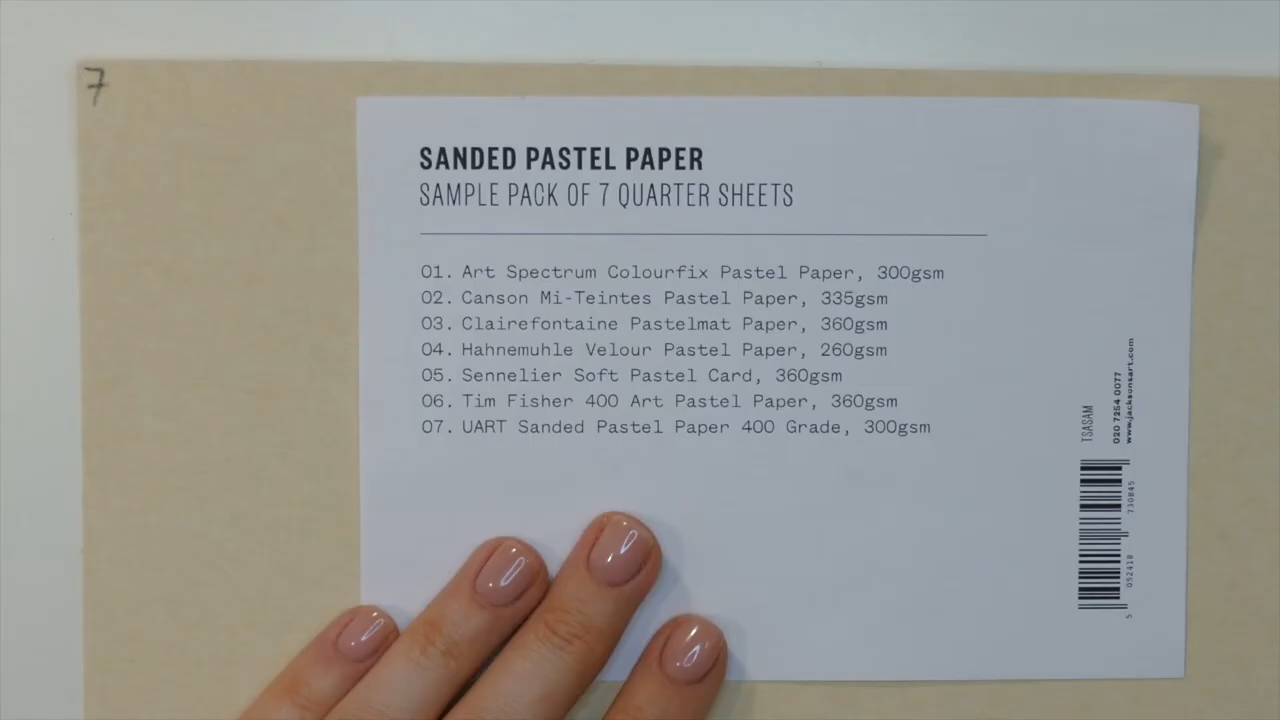 7
SANDED PASTEL PAPER
SAMPLE PACK OF 7 QUARTER SHEETS
01. Art Spectrum Colourfix Pastel Paper, 300gsm
02. Canson Mi-Teintes Pastel Paper, 335gsm
03. Clairefontaine Pastelmat Paper, 360gsm
04. Hahnemuhle Velour Pastel Paper, 260gsm
05. Sennelier Soft Pastel Card, 360gsm
06. Tim Fisher 400 Art Pastel Paper, 360gsm
07. UART Sanded Pastel Paper 400 Grade, 300gsm
TSASAM
020 7254 0077
www.jacksonsart.com
5 052418 730845